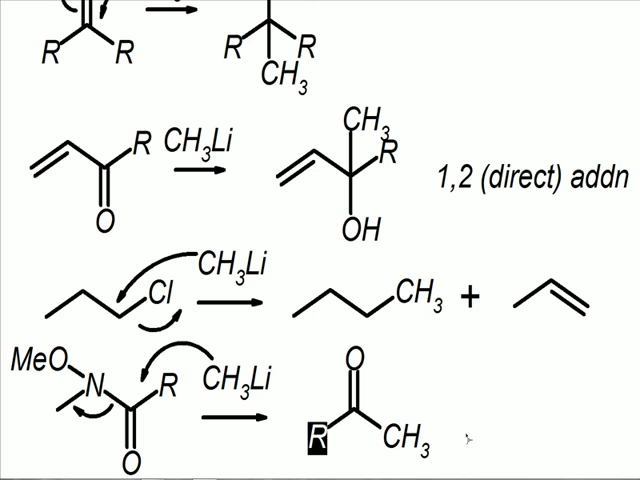 R R R R
CH3
CH3
R CH3Li R 1,2 (direct) addn
O OH
CH3Li
Cl CH3 +
MeO O
N R CH3Li
R CH3
O